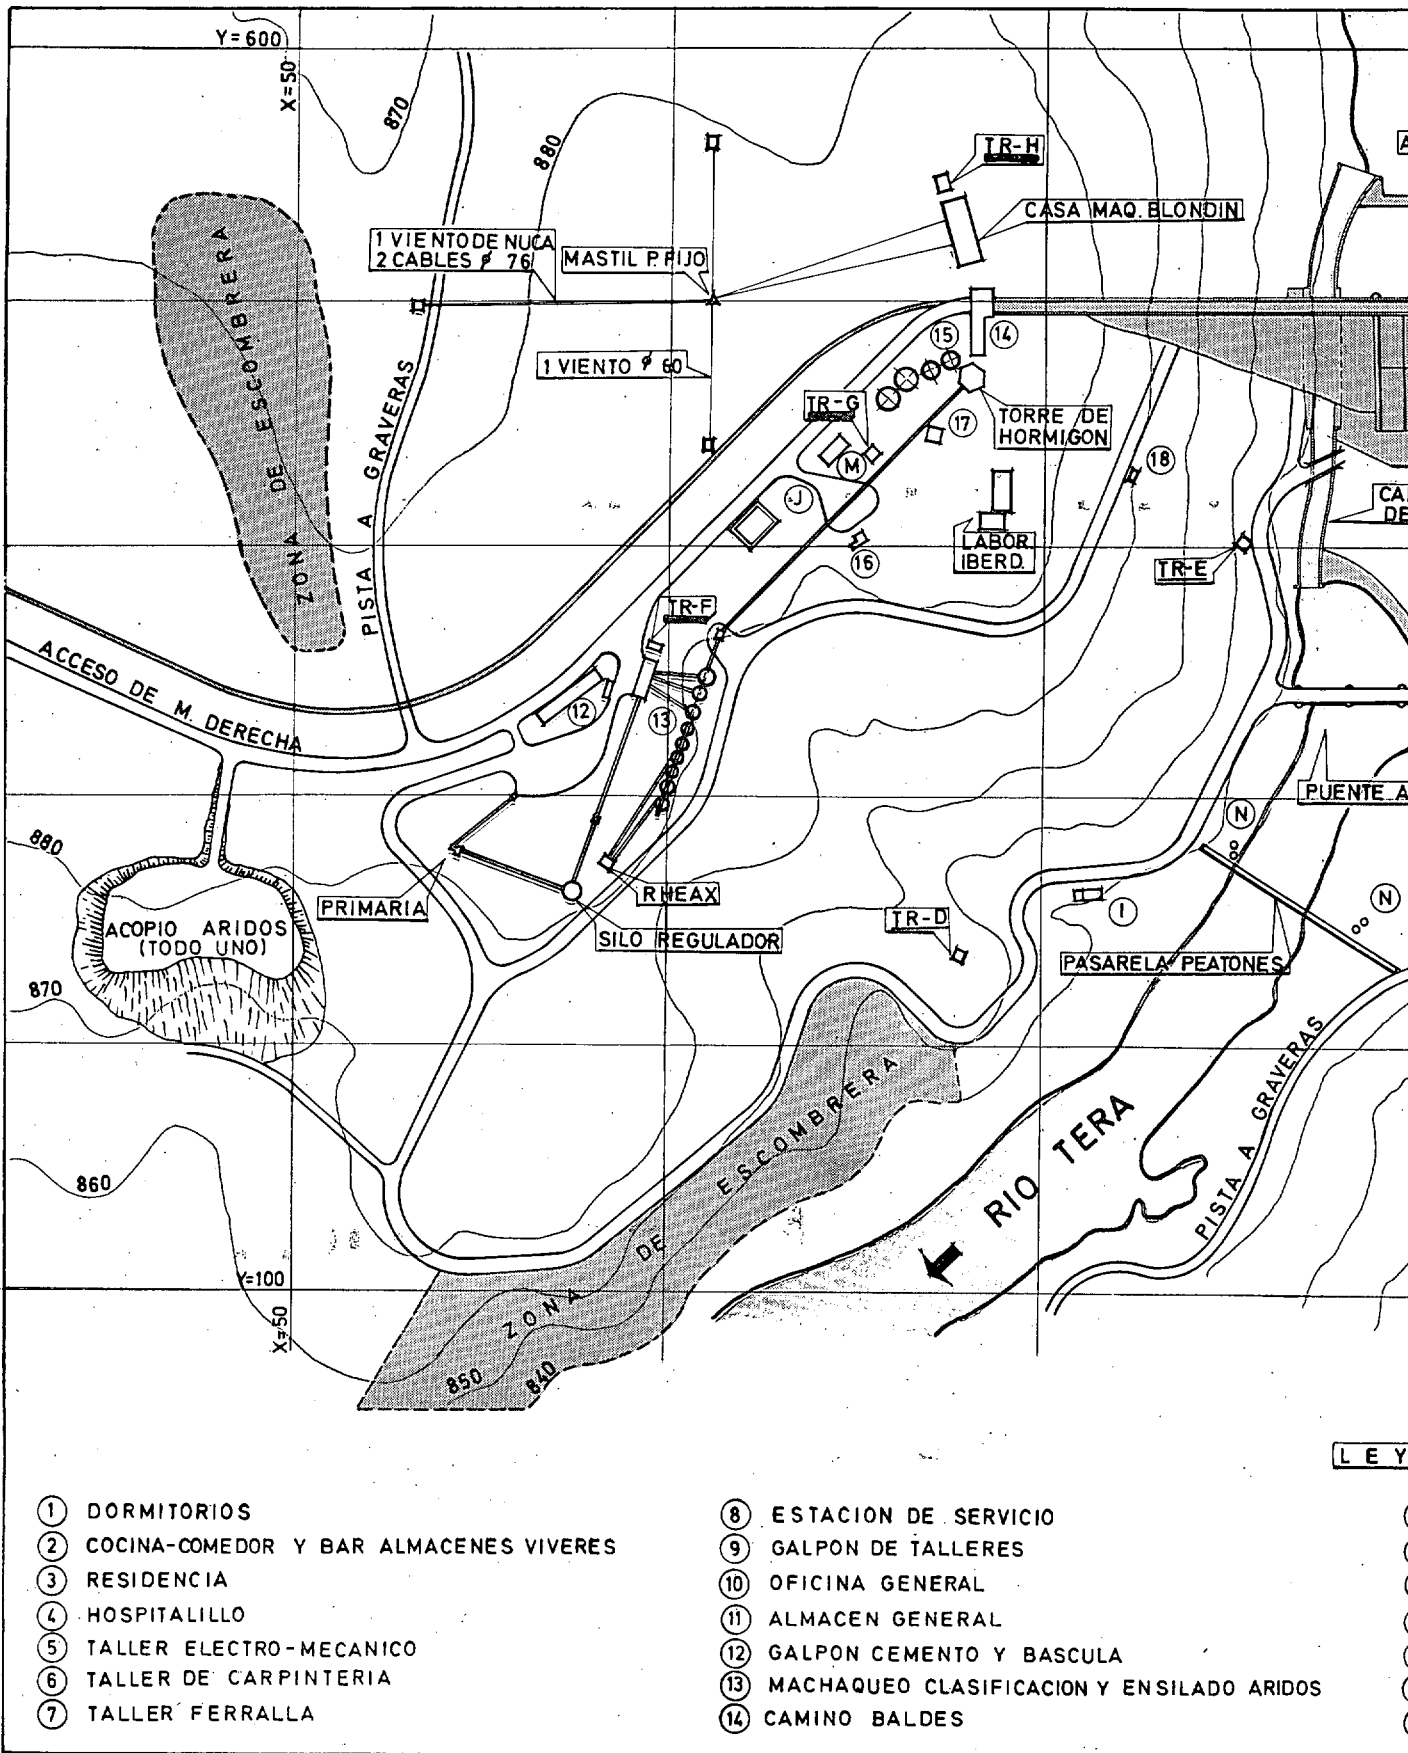 Y=600
X=50
870
880
TR-H
CASA MAQ. BLONDIN
1 VIENTO DE NUCA
2 CABLES ∅ 76
MASTIL P. FIJO
ZONA DE ESCOMBRERA
1 VIENTO ∅ 60
15
14
TR-G
17
TORRE DE
HORMIGON
M
18
J
PISTA A GRAVERAS
LABOR.
IBERD.
16
TR-E
TR-F
ACCESO DE M. DERECHA
12
13
PUENTE A
N
880
PRIMARIA
RHEAX
N
TR-D
I
ACOPIO ARIDOS
(TODO UNO)
SILO REGULADOR
PASARELA PEATONES
870
ZONA DE ESCOMBRERA
RIO TERA
PISTA A GRAVERAS
860
Y=100
X=50
850
840
L E Y
1 DORMITORIOS
2 COCINA-COMEDOR Y BAR ALMACENES VIVERES
3 RESIDENCIA
4 HOSPITALILLO
5 TALLER ELECTRO-MECANICO
6 TALLER DE CARPINTERIA
7 TALLER FERRALLA
8 ESTACION DE SERVICIO
9 GALPON DE TALLERES
10 OFICINA GENERAL
11 ALMACEN GENERAL
12 GALPON CEMENTO Y BASCULA
13 MACHAQUEO CLASIFICACION Y ENSILADO ARIDOS
14 CAMINO BALDES